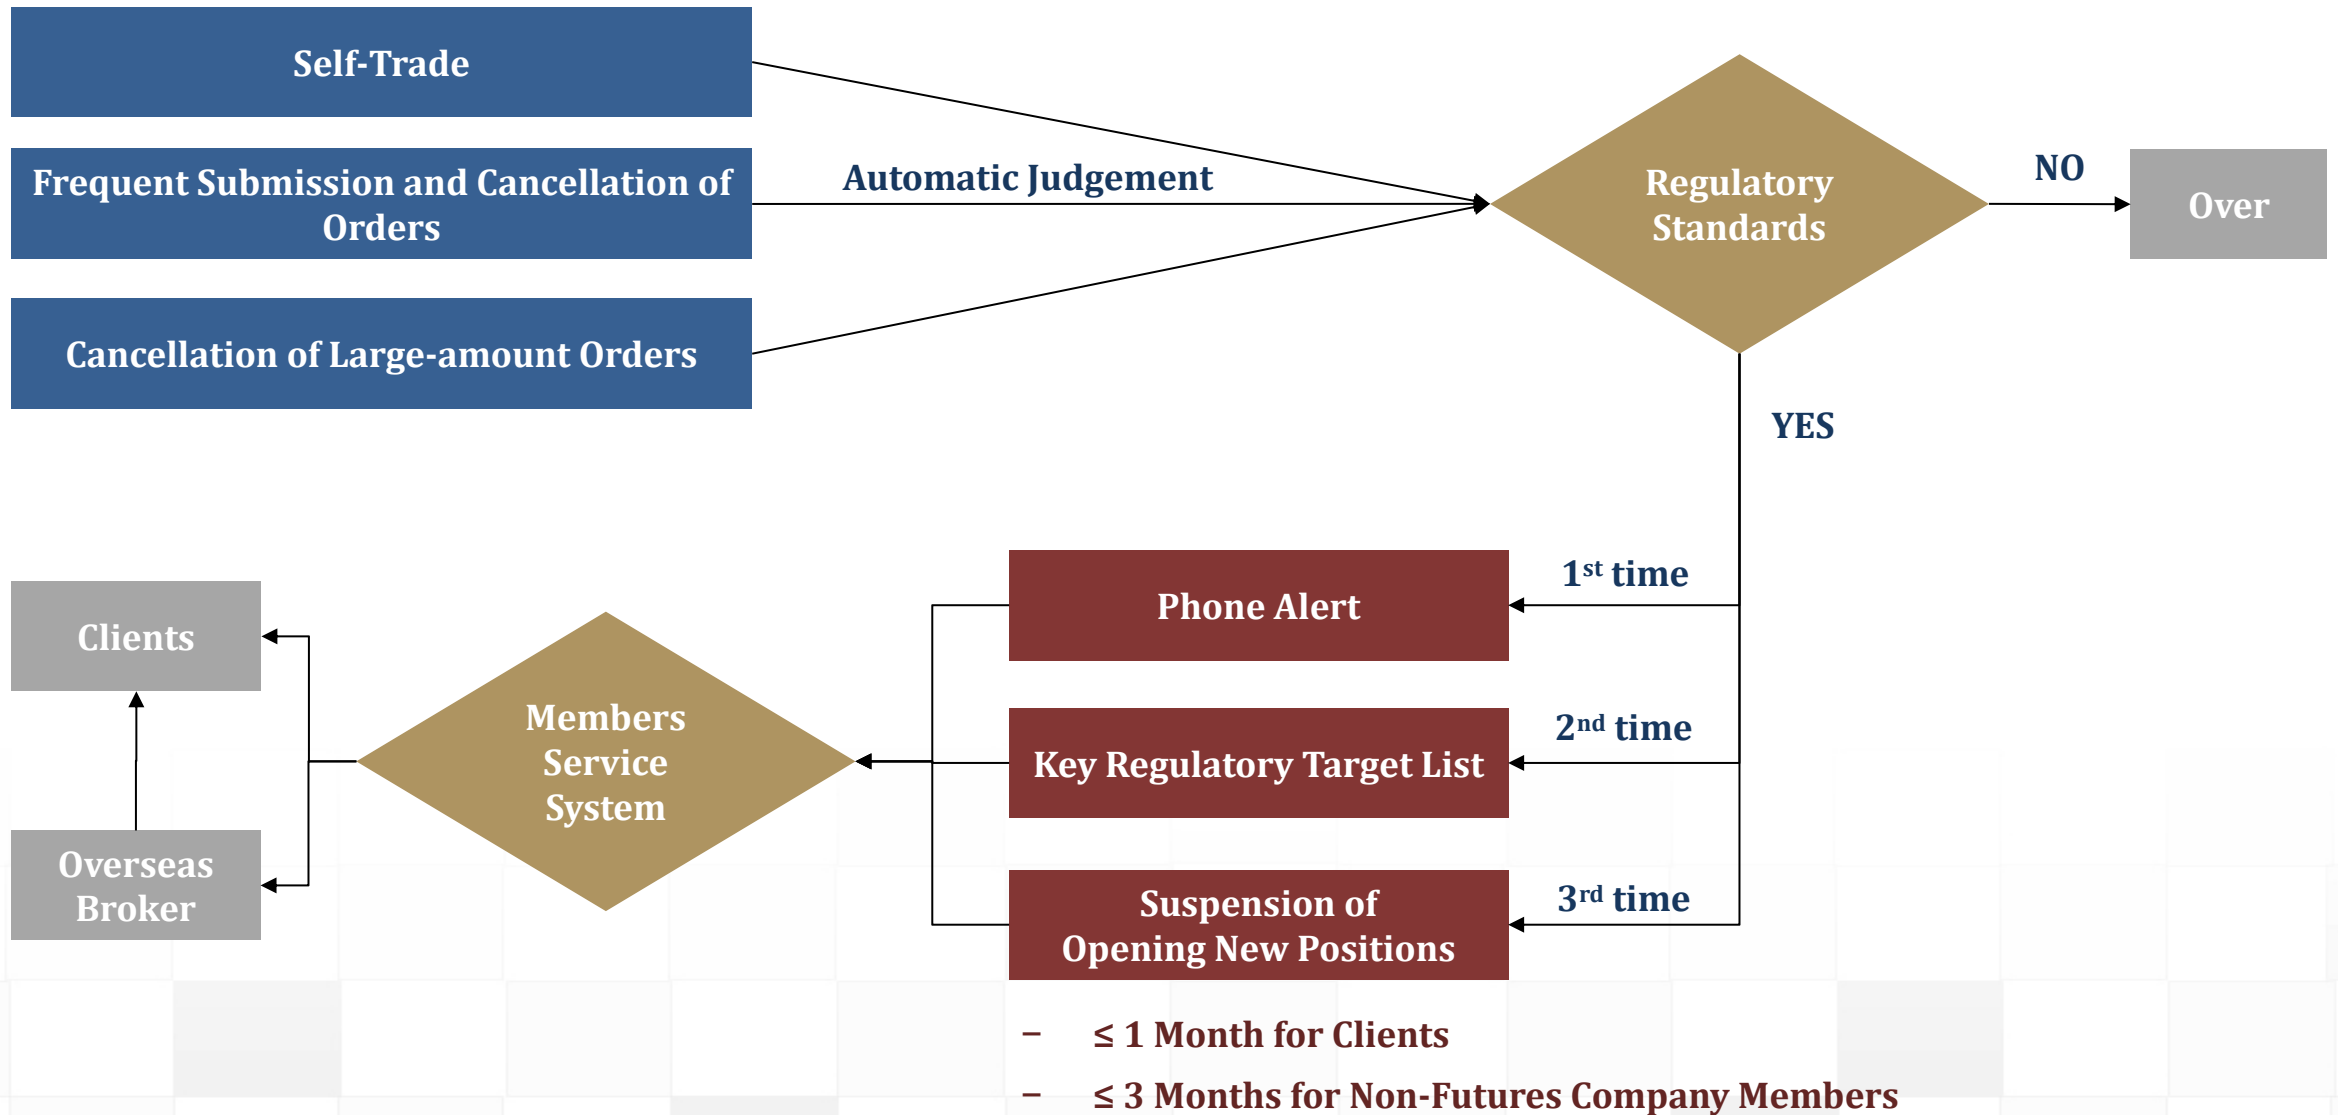 Self-Trade
Frequent Submission and Cancellation of
Orders
Cancellation of Large-amount Orders
Automatic Judgement
Regulatory
Standards
NO
Over
YES
1st time
Phone Alert
2nd time
Key Regulatory Target List
3rd time
Suspension of
Opening New Positions
– ≤ 1 Month for Clients
– ≤ 3 Months for Non-Futures Company Members
Members
Service
System
Clients
Overseas
Broker